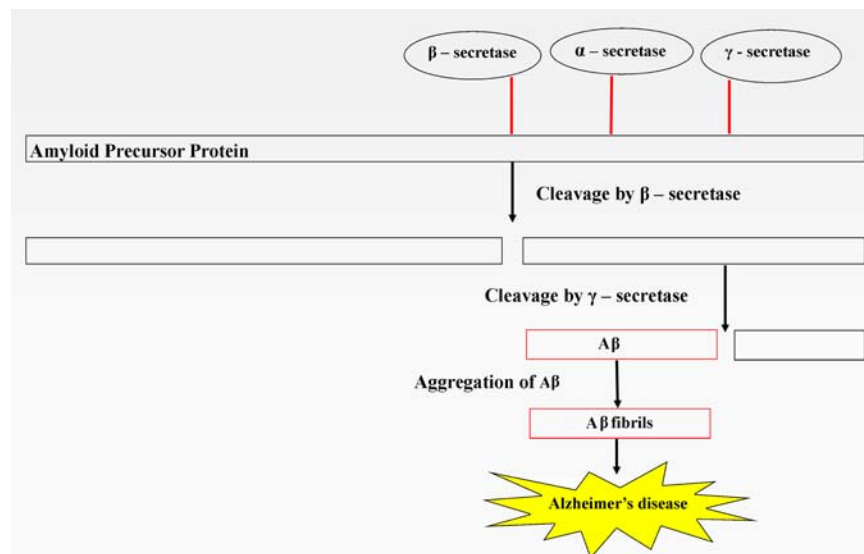 β – secretase
α – secretase
γ - secretase
Amyloid Precursor Protein
Cleavage by β – secretase
Cleavage by γ – secretase
Aβ
Aggregation of Aβ
Aβ fibrils
Alzheimer's disease